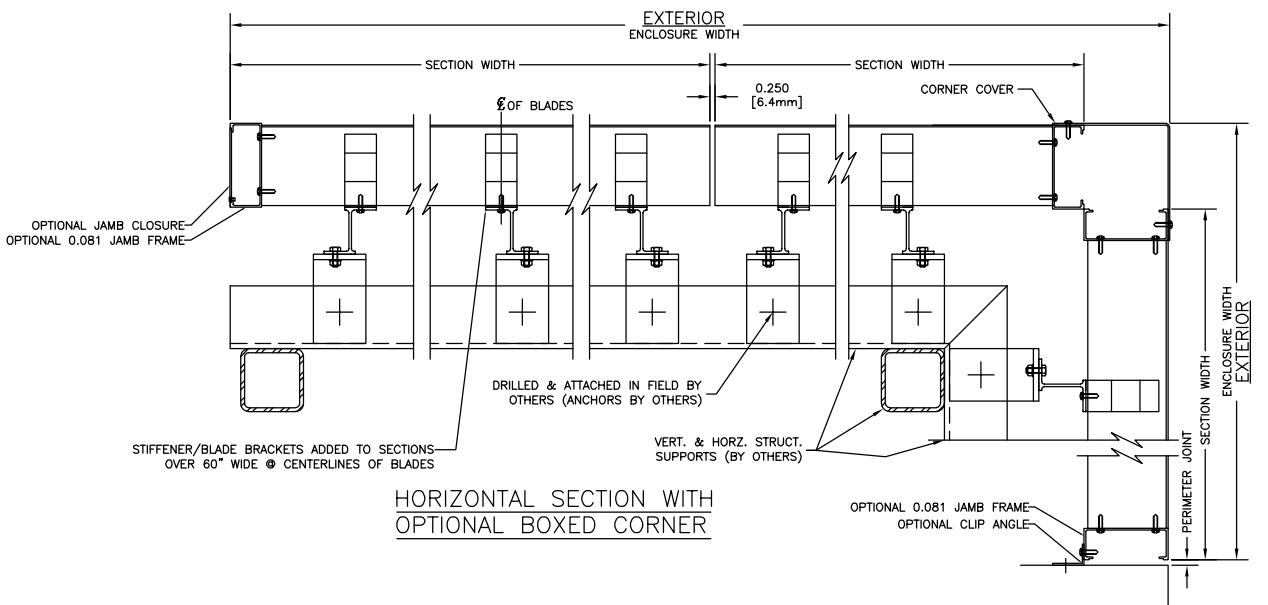 EXTERIOR
ENCLOSURE WIDTH
SECTION WIDTH
SECTION WIDTH
0.250
[6.4mm]
CORNER COVER
℄ OF BLADES
OPTIONAL JAMB CLOSURE
OPTIONAL 0.081 JAMB FRAME
DRILLED & ATTACHED IN FIELD BY
OTHERS (ANCHORS BY OTHERS)
STIFFENER/BLADE BRACKETS ADDED TO SECTIONS
OVER 60" WIDE @ CENTERLINES OF BLADES
VERT. & HORZ. STRUCT.
SUPPORTS (BY OTHERS)
HORIZONTAL SECTION WITH
OPTIONAL BOXED CORNER
OPTIONAL 0.081 JAMB FRAME
OPTIONAL CLIP ANGLE
PERIMETER JOINT
SECTION WIDTH
ENCLOSURE WIDTH
EXTERIOR